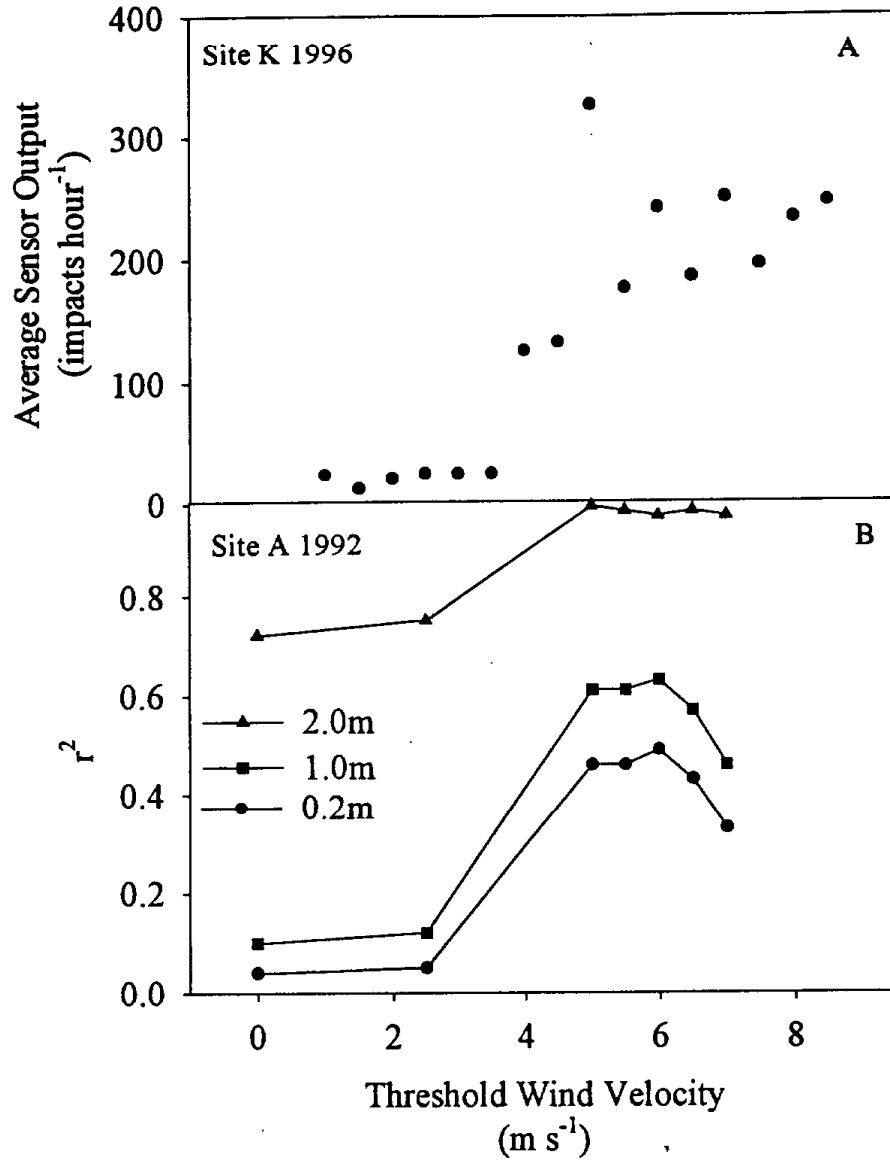 400
Site K 1996
A
300
200
100
0
Average Sensor Output
(impacts hour⁻¹)
Site A 1992
B
0.8
0.6
0.4
0.2
0.0
r²
2.0m
1.0m
0.2m
0
2
4
6
8
Threshold Wind Velocity
(m s⁻¹)